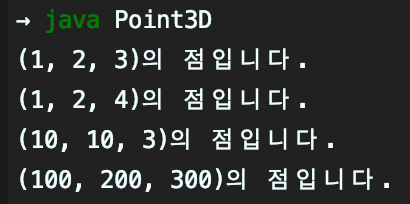 → java Point3D
(1, 2, 3)의 점입니다.
(1, 2, 4)의 점입니다.
(10, 10, 3)의 점입니다.
(100, 200, 300)의 점입니다.